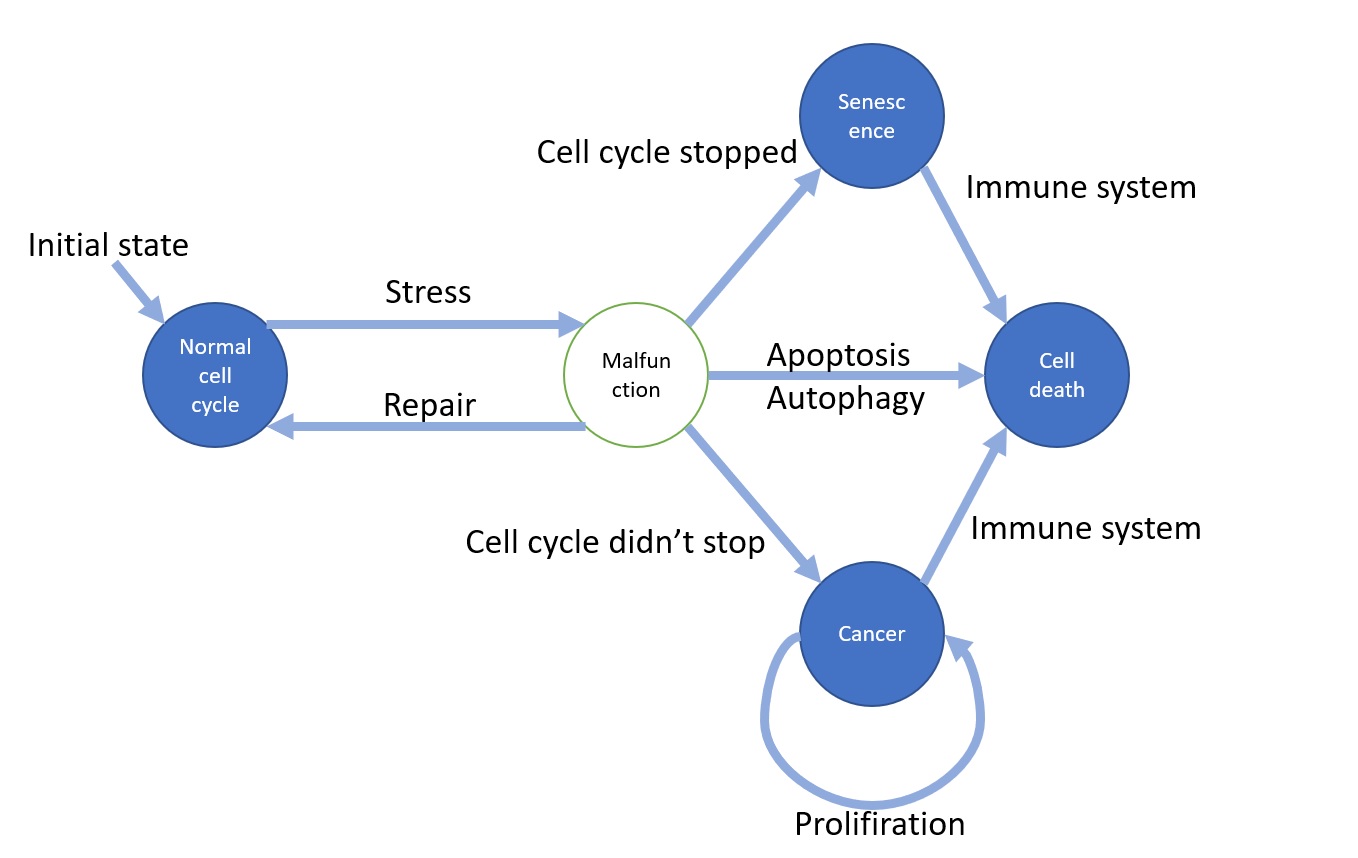 Senesc
ence
Cell cycle stopped
Immune system
Initial state
Stress
Normal
cell
cycle
Malfun
ction
Apoptosis
Autophagy
Cell
death
Repair
Cell cycle didn’t stop
Immune system
Cancer
Prolifiration